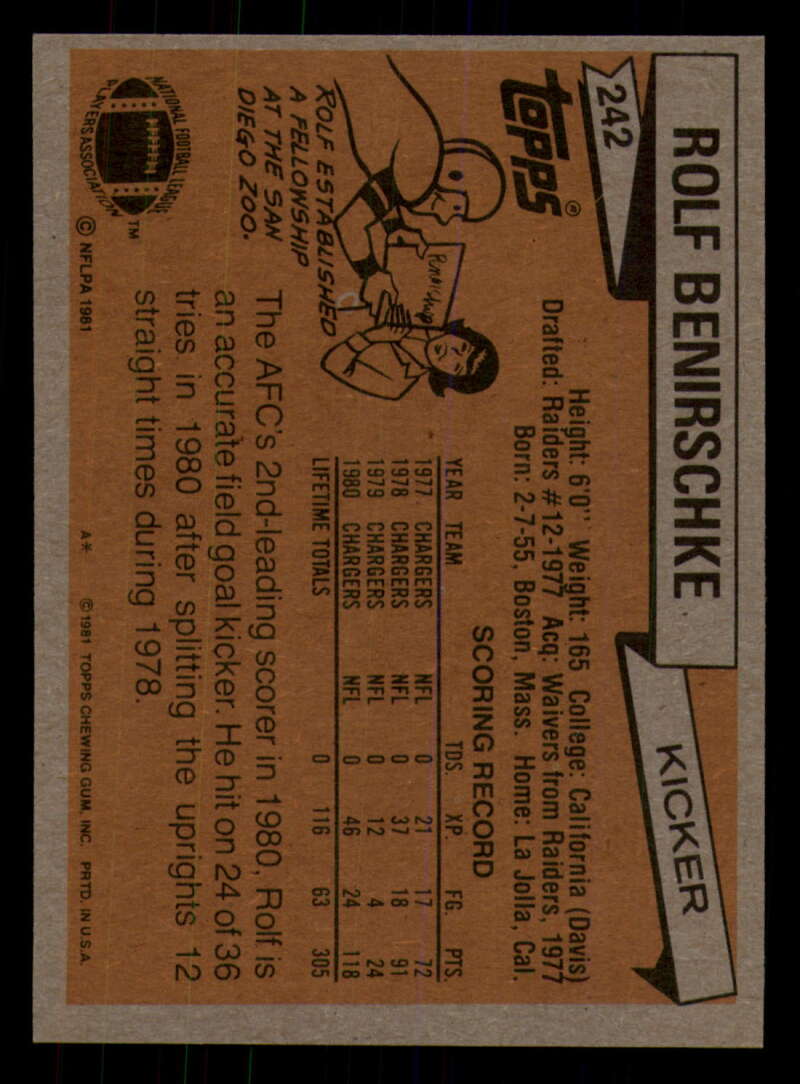 242
ROLF BENIRSCHKE
KICKER
TOPPS®
Height: 6'0" Weight: 165 College: California (Davis)
Drafted: Raiders #12-1977 Acq: Waivers from Raiders, 1977
Born: 2-7-55, Boston, Mass. Home: La Jolla, Cal.
SCORING RECORD
YEAR TEAM TDS. XP. FG. PTS.
1977 CHARGERS NFL 0 21 17 72
1978 CHARGERS NFL 0 37 18 91
1979 CHARGERS NFL 0 12 4 24
1980 CHARGERS NFL 0 46 24 118
LIFETIME TOTALS 0 116 63 305
ROLF ESTABLISHED
A FELLOWSHIP
AT THE SAN
DIEGO ZOO.
The AFC's 2nd-leading scorer in 1980, Rolf is
an accurate field goal kicker. He hit on 24 of 36
tries in 1980 after splitting the uprights 12
straight times during 1978.
NATIONAL FOOTBALL LEAGUE
PLAYERS ASSOCIATION
TM
© NFLPA 1981
A* ©1981 TOPPS CHEWING GUM, INC. PRTD. IN U.S.A.